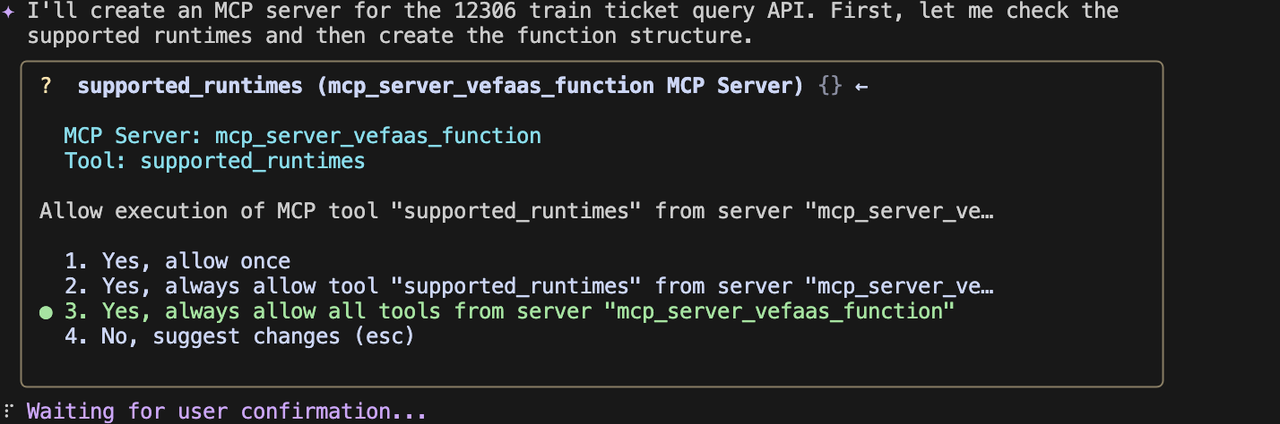 ✦ I'll create an MCP server for the 12306 train ticket query API. First, let me check the
supported runtimes and then create the function structure.
? supported_runtimes (mcp_server_vefaas_function MCP Server) {} ←
MCP Server: mcp_server_vefaas_function
Tool: supported_runtimes
Allow execution of MCP tool "supported_runtimes" from server "mcp_server_ve…
1. Yes, allow once
2. Yes, always allow tool "supported_runtimes" from server "mcp_server_ve…
● 3. Yes, always allow all tools from server "mcp_server_vefaas_function"
4. No, suggest changes (esc)
⠏ Waiting for user confirmation...